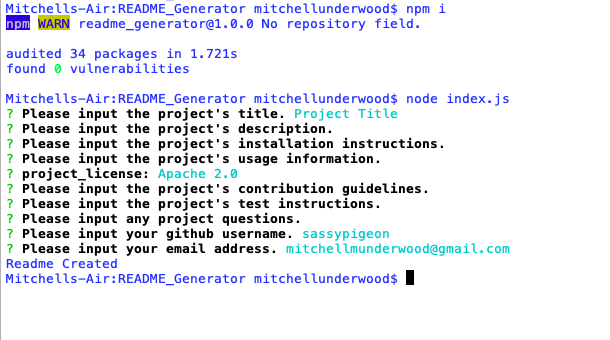 Mitchells-Air:README_Generator mitchellunderwood$ npm i
npm WARN readme_generator@1.0.0 No repository field.
audited 34 packages in 1.721s
found 0 vulnerabilities
Mitchells-Air:README_Generator mitchellunderwood$ node index.js
? Please input the project's title. Project Title
? Please input the project's description.
? Please input the project's installation instructions.
? Please input the project's usage information.
? project_license: Apache 2.0
? Please input the project's contribution guidelines.
? Please input the project's test instructions.
? Please input any project questions.
? Please input your github username. sassypigeon
? Please input your email address. mitchellmunderwood@gmail.com
Readme Created
Mitchells-Air:README_Generator mitchellunderwood$